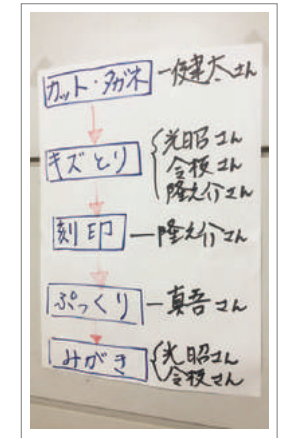 カット・タガネ ー健太さん
キズとり
光昭さん
令枝さん
隆之介さん
刻印 ー隆之介さん
ぷっくり ー真吾さん
みがき
光昭さん
令枝さん